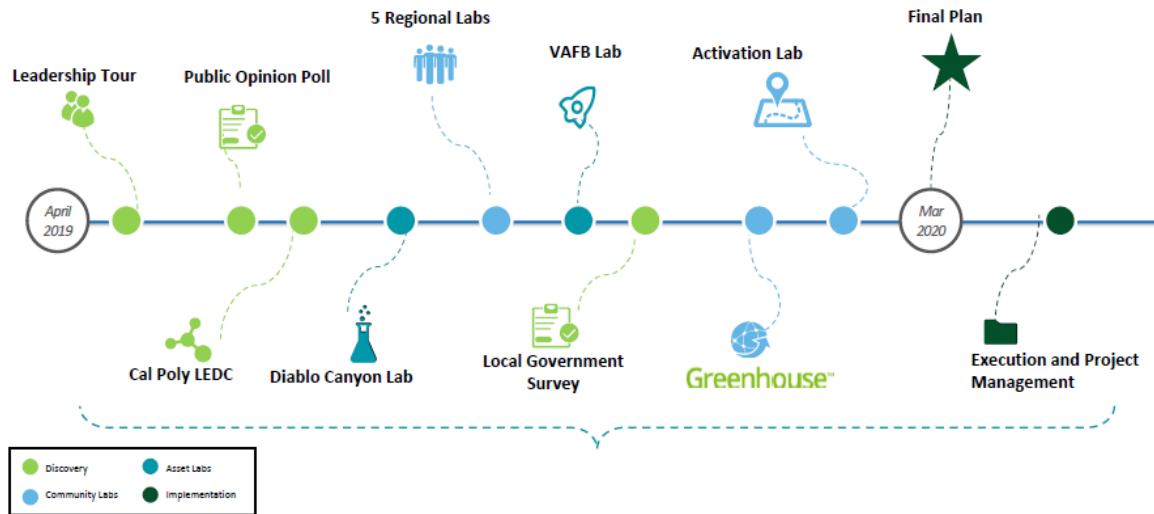 5 Regional Labs
Final Plan
VAFB Lab
Activation Lab
Leadership Tour
Public Opinion Poll
April
2019
Mar
2020
Cal Poly LEDC
Diablo Canyon Lab
Local Government
Survey
Greenhouse™
Execution and Project
Management
Discovery
Asset Labs
Community Labs
Implementation